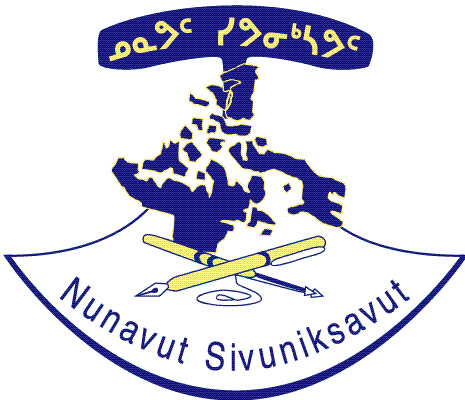 ᓄᓇᕗᑦ ᓯᕗᓂᒃᓴᕗᑦ
Nunavut Sivuniksavut